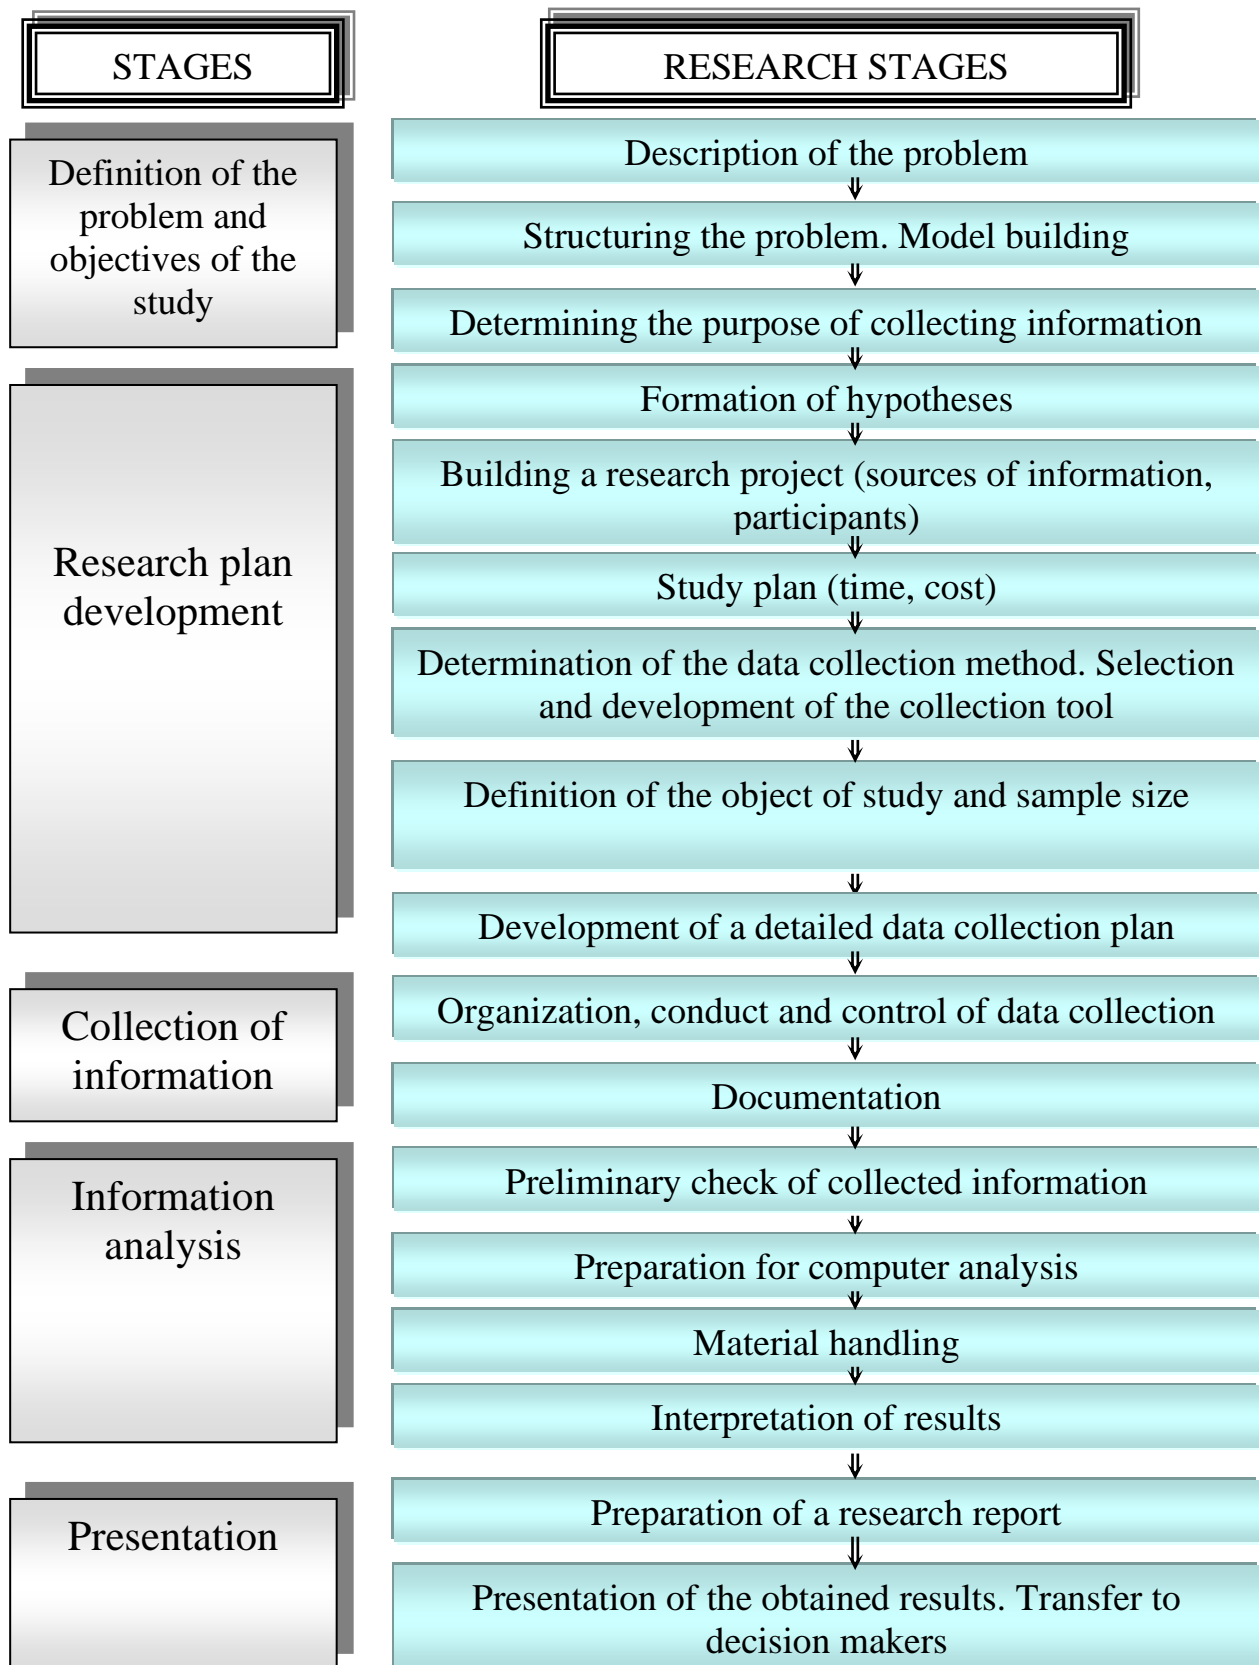 STAGES
RESEARCH STAGES
Definition of the
problem and
objectives of the
study
Description of the problem
Structuring the problem. Model building
Determining the purpose of collecting information
Research plan
development
Formation of hypotheses
Building a research project (sources of information,
participants)
Study plan (time, cost)
Determination of the data collection method. Selection
and development of the collection tool
Definition of the object of study and sample size
Development of a detailed data collection plan
Collection of
information
Organization, conduct and control of data collection
Documentation
Information
analysis
Preliminary check of collected information
Preparation for computer analysis
Material handling
Interpretation of results
Presentation
Preparation of a research report
Presentation of the obtained results. Transfer to
decision makers